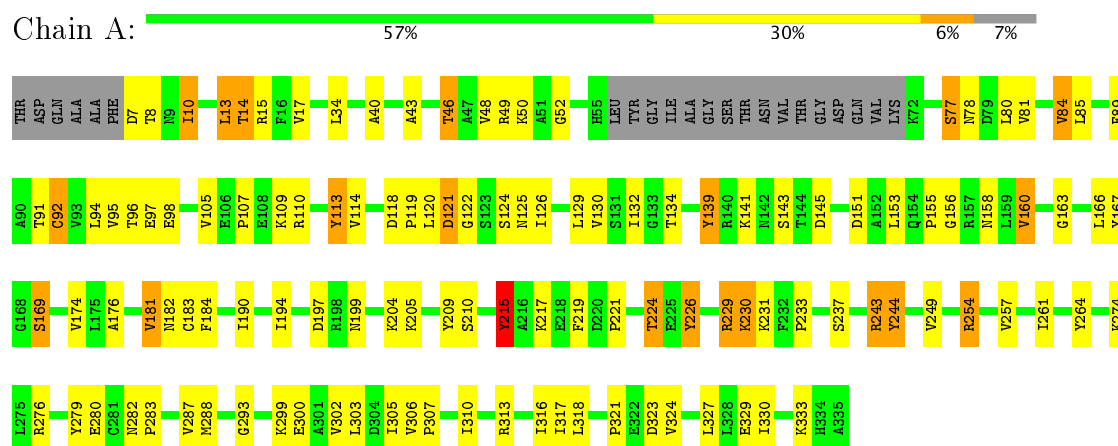 Chain A:
57% 30% 6% 7%
THR ASP GLN ALA ALA PHE D7 T8 N9 I10 L13 T14 R15 F16 V17 L34 A40 A43 T46 A47 V48 R49 K50 A51 G52 H55 LEU TYR GLY ILE ALA GLY SER THR ASN VAL THR GLY ASP GLN VAL LYS K72 S77 N78 D79 L80 V81 V84 L85
A90 T91 C92 V93 L94 V95 T96 E97 E98 V105 E106 P107 E108 K109 R110 Y113 V114 D118 P119 L120 D121 G122 S123 S124 N125 I126 L129 V130 S131 I132 G133 T134 Y139 R140 K141 N142 S143 T144 D145 D151 A152 L153 Q154 P155 G156 R157 N158 L159 V160 G163 L166
G168 S169 V174 L175 A176 V181 N182 C183 F184 I190 I194 D197 R198 N199 K204 K205 Y209 S210 Y215 A216 K217 E218 F219 D220 P221 T224 E225 Y226 R229 K230 K231 F232 P233 S237 R243 Y244 V249 R254 V257 I261 Y264
L275 R276 Y279 E280 C281 N282 P283 V287 M288 G293 K299 E300 A301 V302 L303 D304 I305 V306 P307 I310 R313 I316 I317 L318 P321 E322 D323 V324 L327 L328 E329 I330 K333 H334 A335